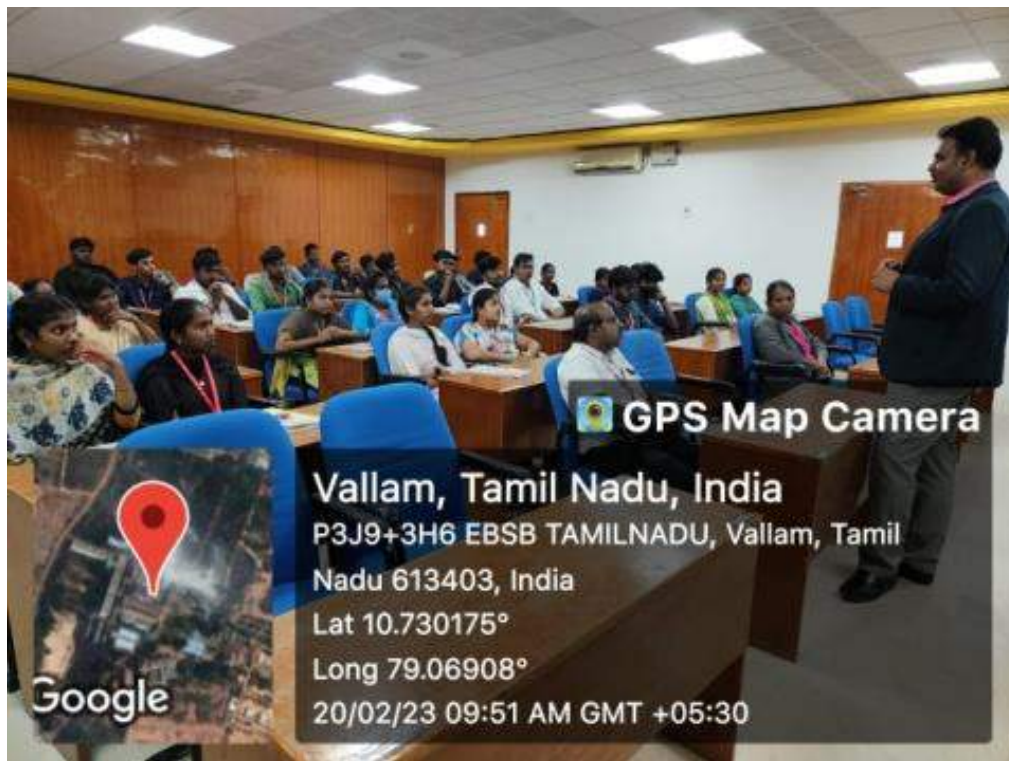 GPS Map Camera
Vallam, Tamil Nadu, India
P3J9+3H6 EBSB TAMILNADU, Vallam, Tamil
Nadu 613403, India
Lat 10.730175°
Long 79.06908°
20/02/23 09:51 AM GMT +05:30
Google